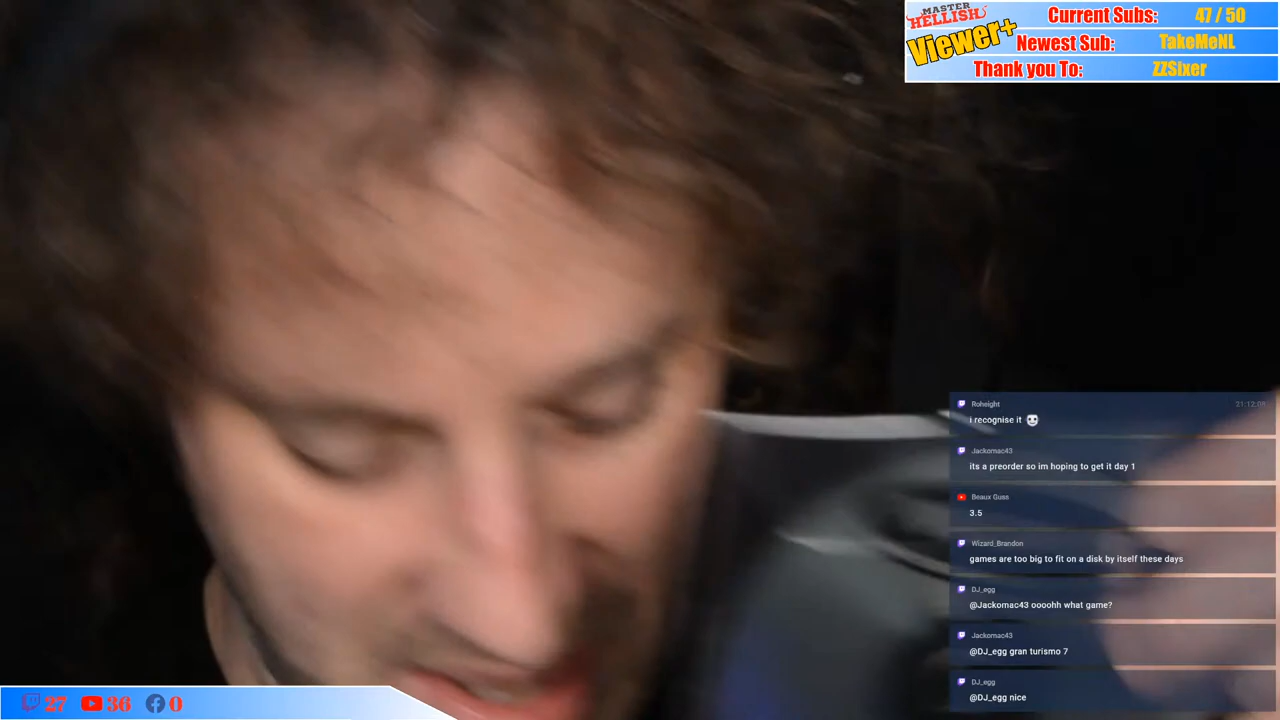 MASTER
HELLISH
Viewer+
Current Subs: 47 / 50
Newest Sub: TakeMeNL
Thank you To: ZZSixer
Roheight 21:12:08
i recognise it
Jackomac43
its a preorder so im hoping to get it day 1
Beaux Guss
3.5
Wizard_Brandon
games are too big to fit on a disk by itself these days
DJ_egg
@Jackomac43 oooohh what game?
Jackomac43
@DJ_egg gran turismo 7
DJ_egg
@DJ_egg nice
27 36 0